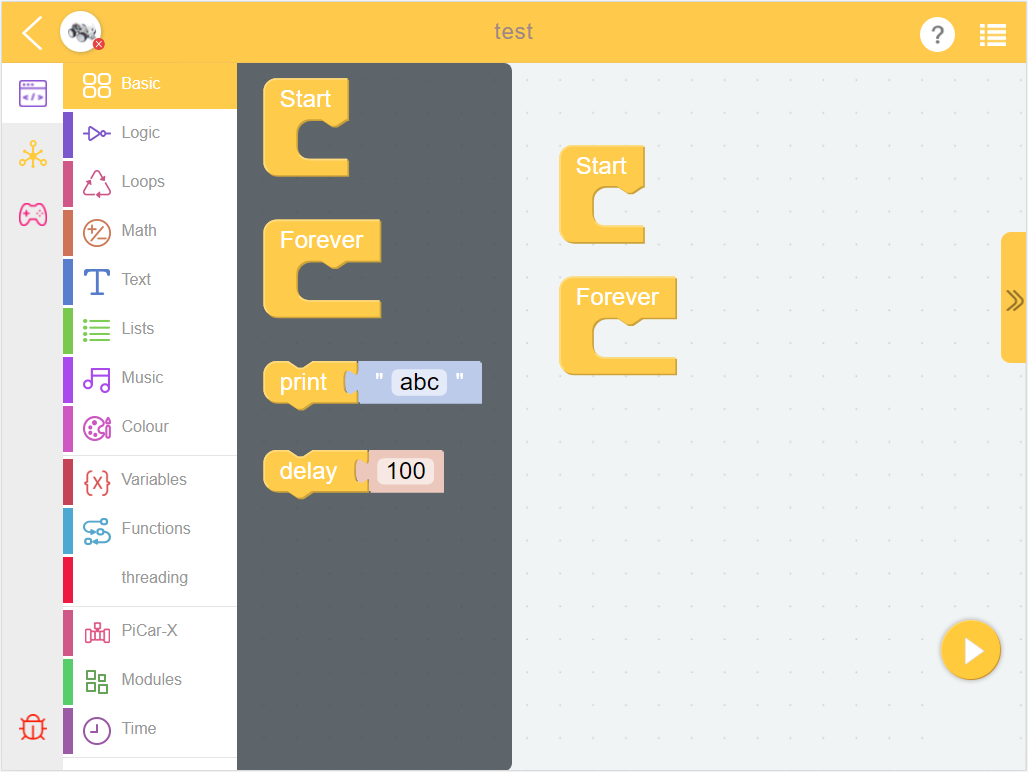 test
?
Basic
Logic
Loops
Math
Text
Lists
Music
Colour
Variables
Functions
threading
PiCar-X
Modules
Time
Start
Forever
print " abc "
delay 100
Start
Forever